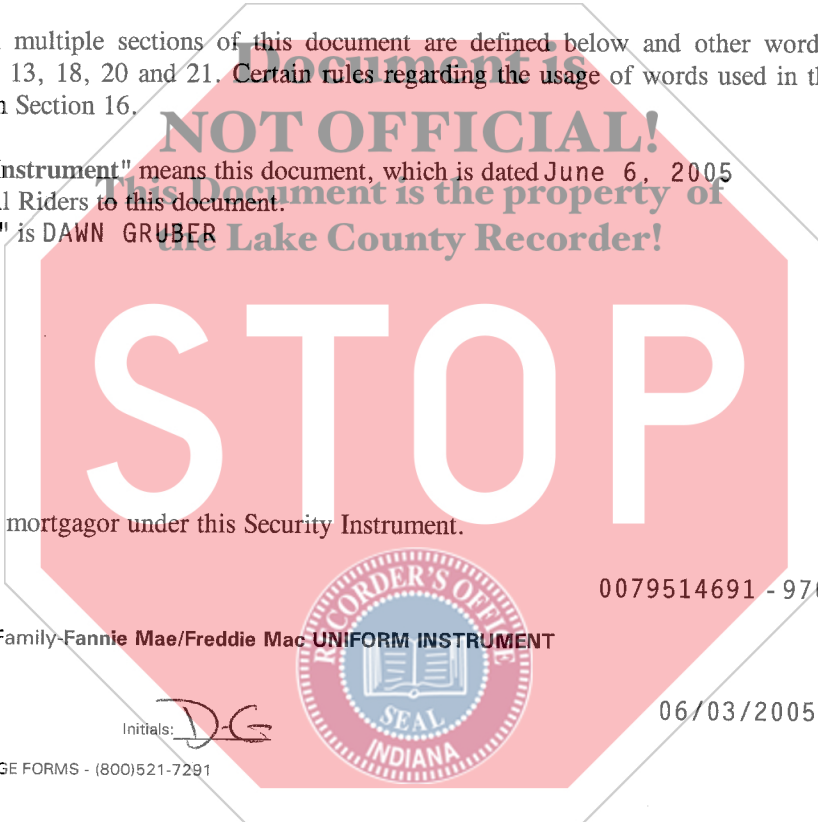 multiple sections of this document are defined below and other word
13, 18, 20 and 21. Certain rules regarding the usage of words used in th
Section 16.
Document is
NOT OFFICIAL!
This Document is the property of
the Lake County Recorder!
Instrument" means this document, which is dated June 6, 2005
Riders to this document.
" is DAWN GRUBER
STOP
mortgagor under this Security Instrument.
0079514691 - 970
Family-Fannie Mae/Freddie Mac UNIFORM INSTRUMENT
RECORDER'S OFFICE
SEAL
INDIANA
Initials: D-G
06/03/2005
GE FORMS - (800)521-7291